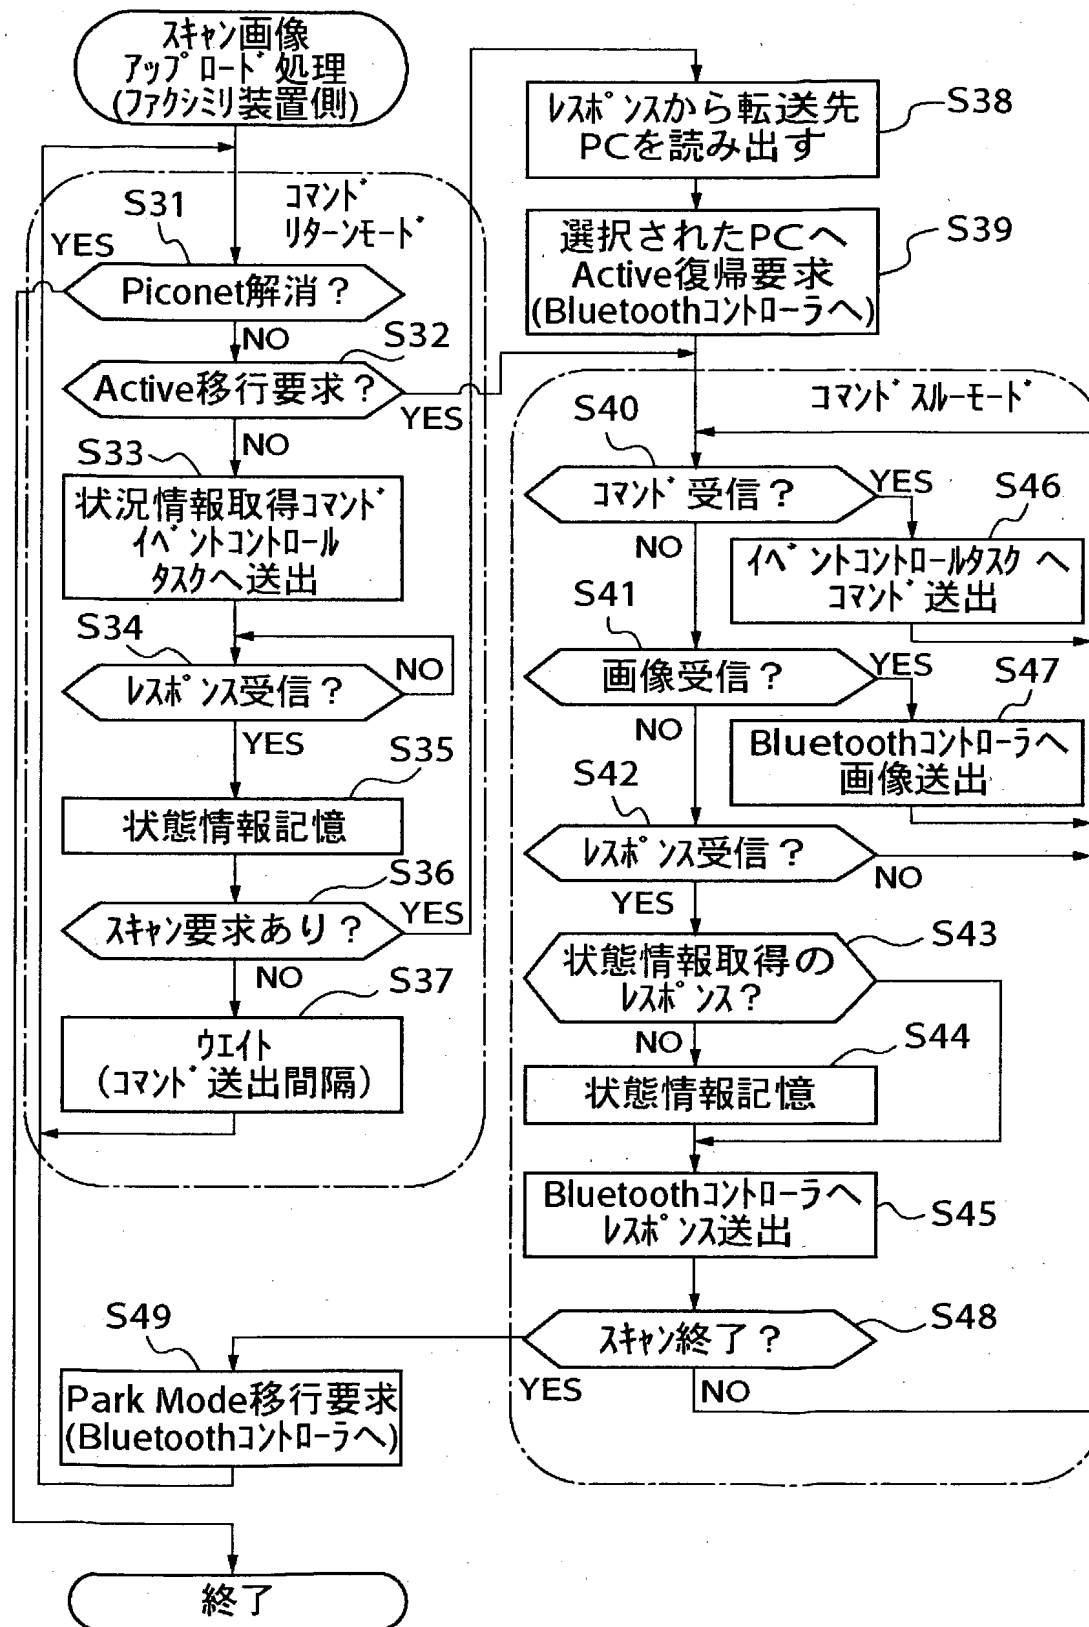 スキャン画像
アップロード処理
(ファクシミリ装置側)
コマンド
リターンモード
S31
YES
Piconet解消？
NO
S32
Active移行要求？
YES
NO
S33
状況情報取得コマンド
イベントコントロール
タスクへ送出
S34
NO
レスポンス受信？
YES
S35
状態情報記憶
S36
YES
スキャン要求あり？
NO
S37
ウエイト
(コマンド送出間隔)
S38
レスポンスから転送先
PCを読み出す
S39
選択されたPCへ
Active復帰要求
(Bluetoothコントローラへ)
コマンドスルーモード
S40
コマンド受信？
YES
NO
S46
イベントコントロールタスクへ
コマンド送出
S41
画像受信？
YES
NO
S47
Bluetoothコントローラへ
画像送出
S42
レスポンス受信？
NO
YES
S43
状態情報取得の
レスポンス？
NO
S44
状態情報記憶
Bluetoothコントローラへ
レスポンス送出
S45
S48
スキャン終了？
YES
NO
S49
Park Mode移行要求
(Bluetoothコントローラへ)
終了